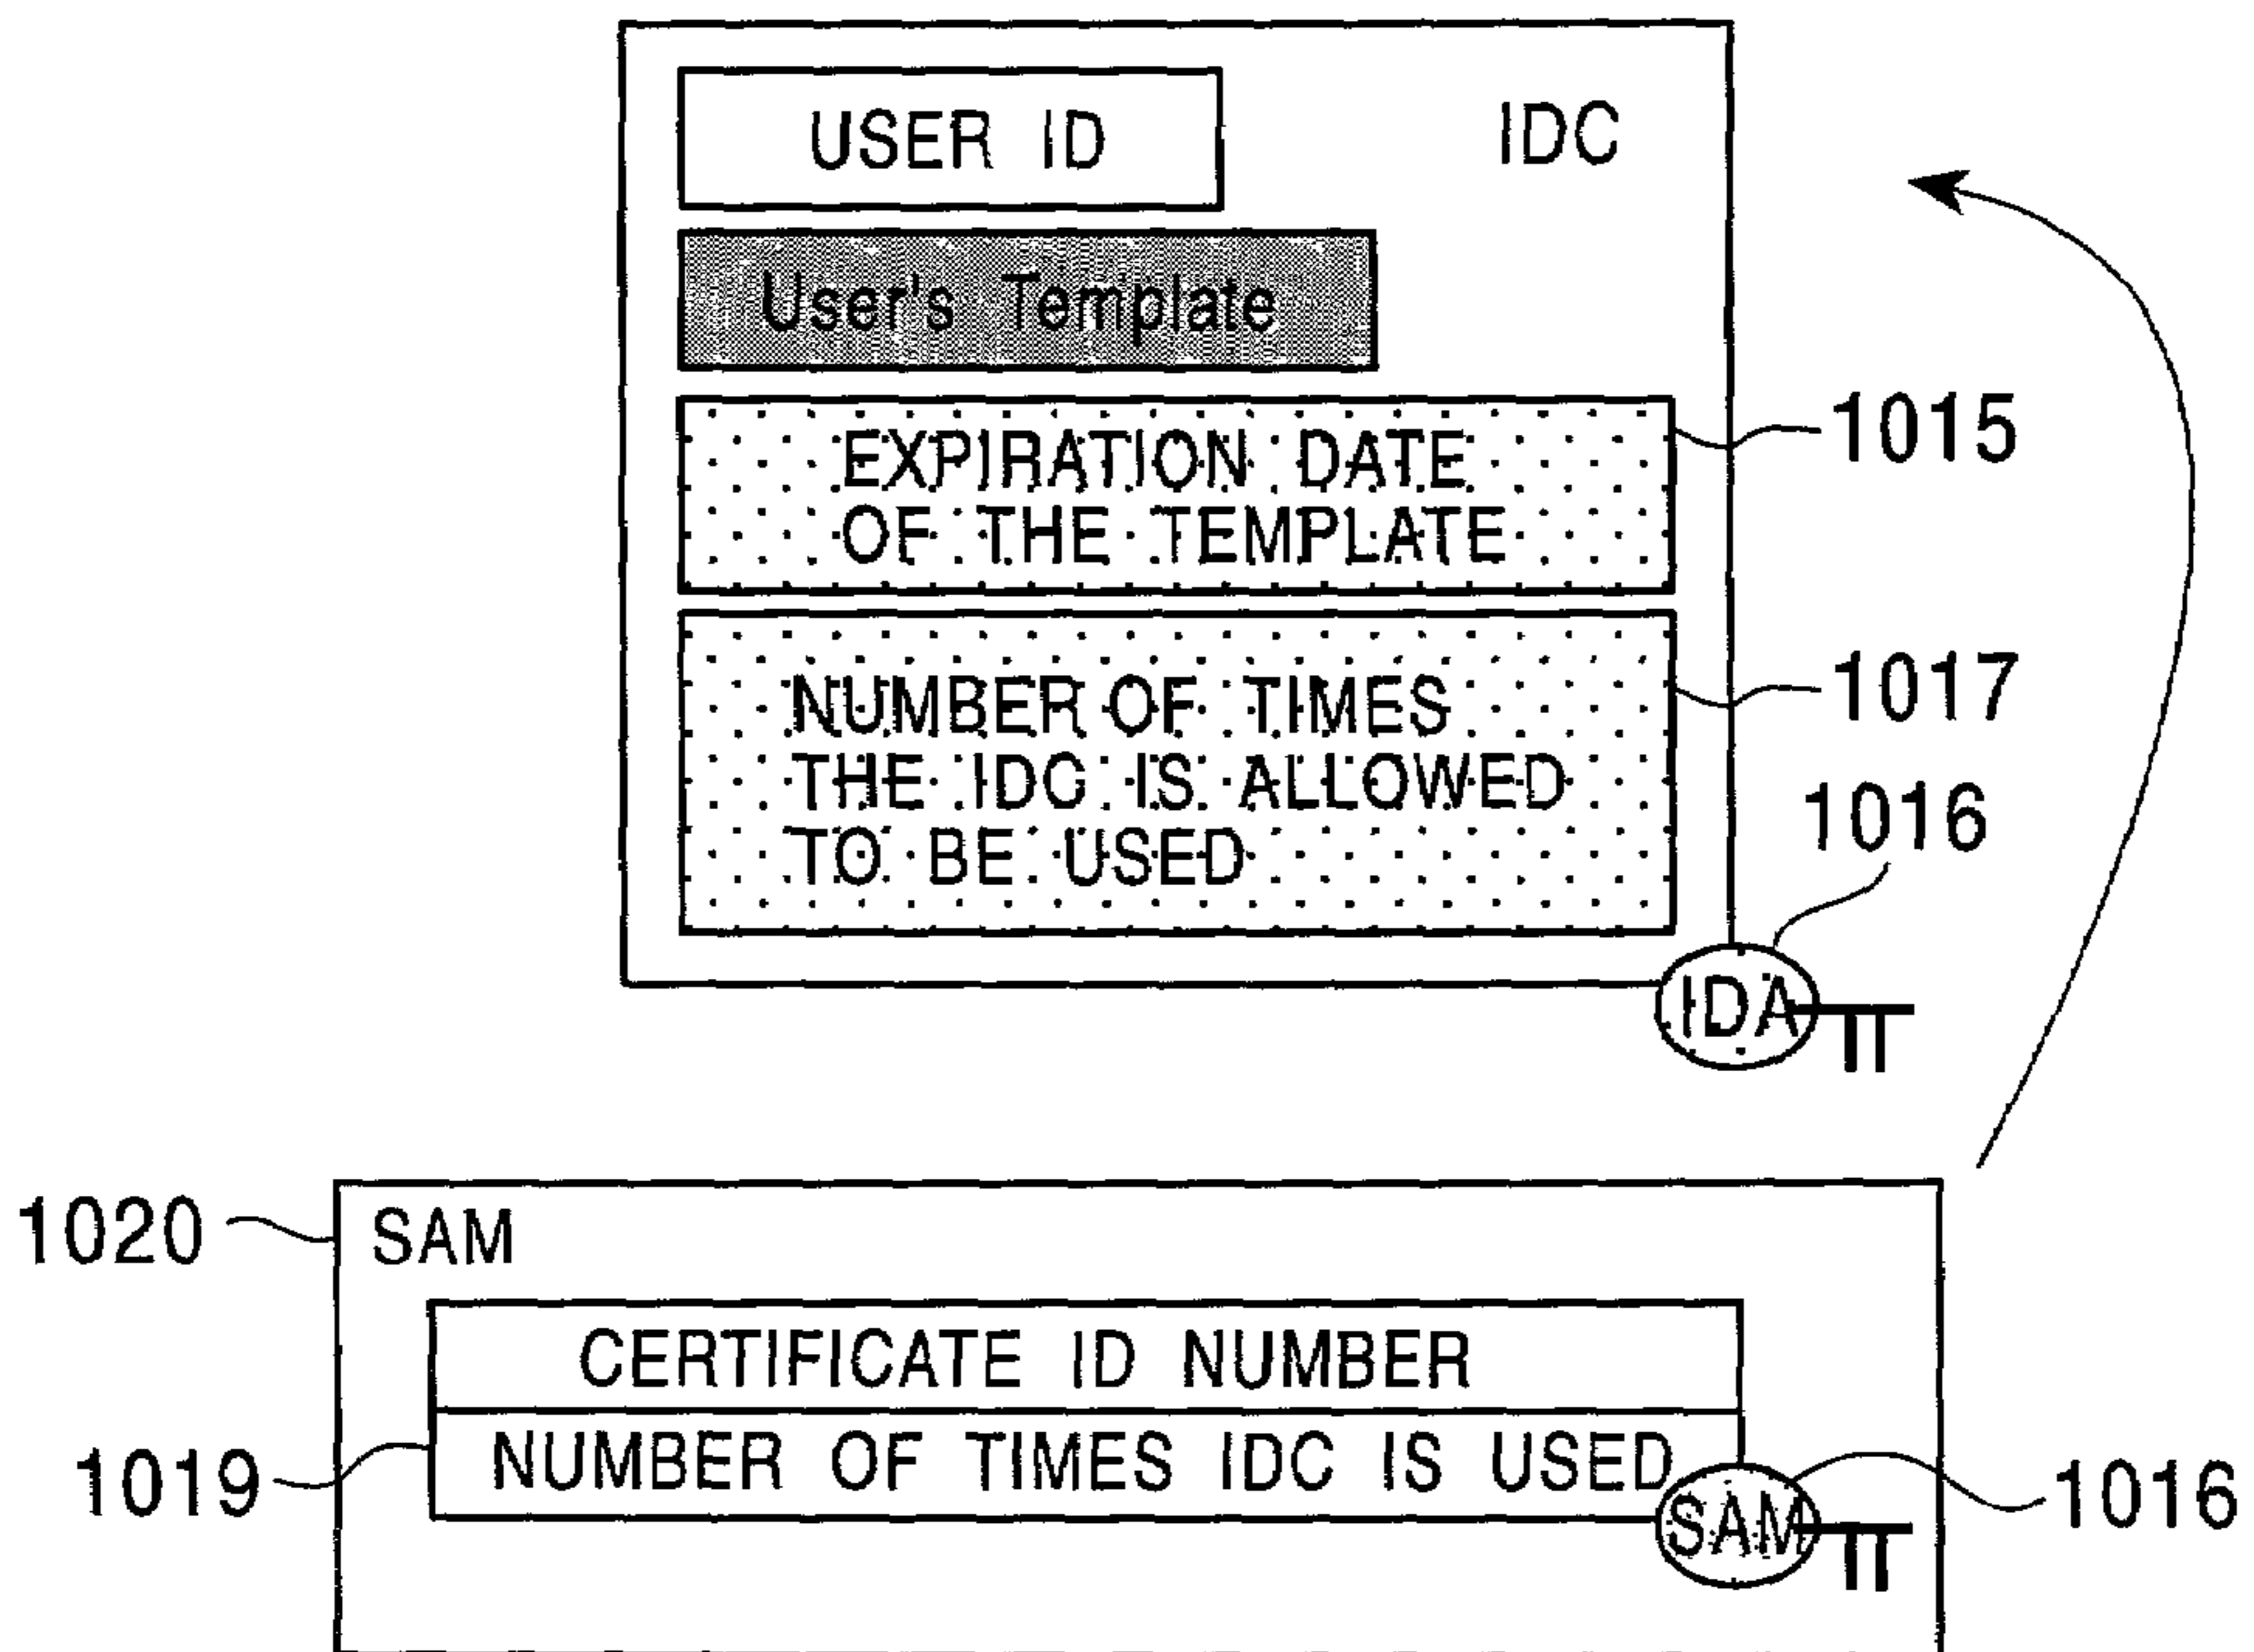 USER ID
IDC
User's Template
1015
EXPIRATION DATE
OF THE TEMPLATE
1017
NUMBER OF TIMES
THE IDC IS ALLOWED
TO BE USED
1016
IDA
1020
SAM
CERTIFICATE ID NUMBER
1019
NUMBER OF TIMES IDC IS USED
SAM
1016